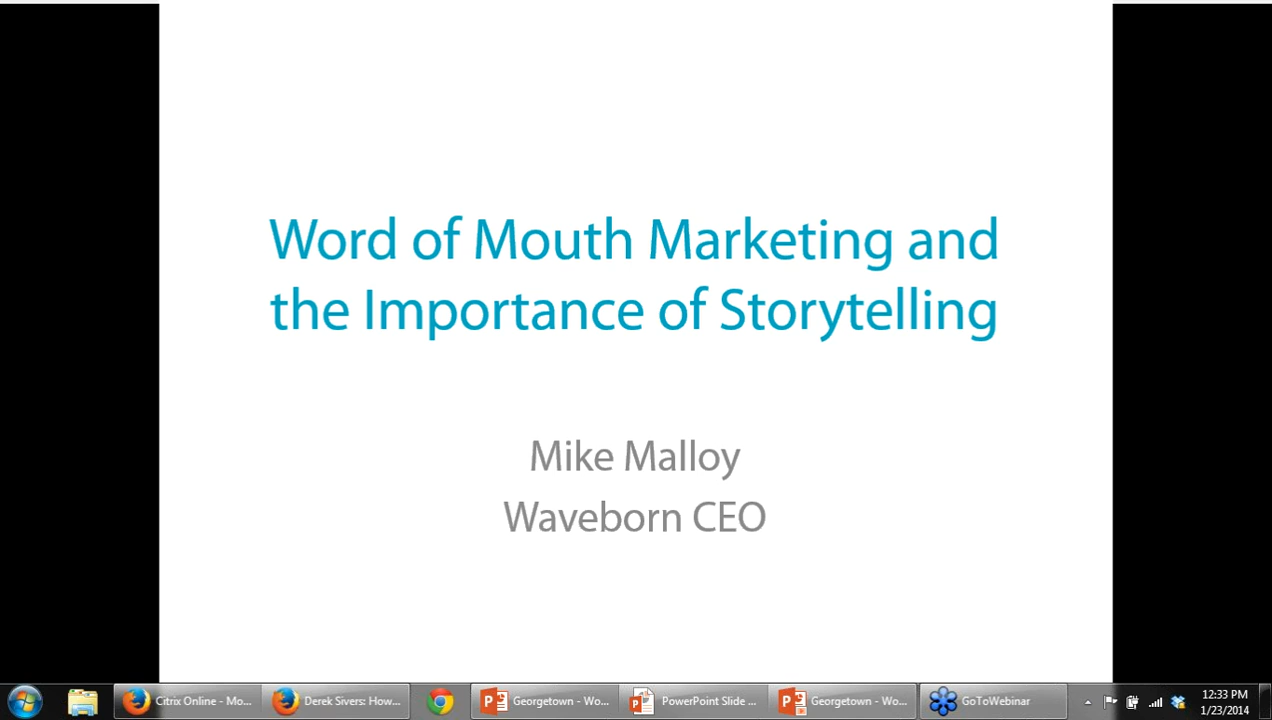 Word of Mouth Marketing and
the Importance of Storytelling
Mike Malloy
Waveborn CEO
Citrix Online - Mo...
Derek Sivers: How...
Georgetown - Wo...
PowerPoint Slide ...
Georgetown - Wo...
GoToWebinar
12:33 PM
1/23/2014